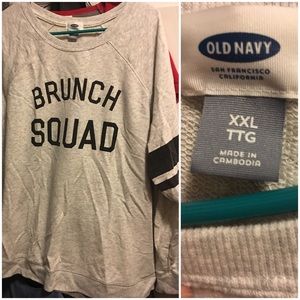 BRUNCH
SQUAD
OLD NAVY
SAN FRANCISCO
CALIFORNIA
XXL
TTG
MADE IN
CAMBODIA